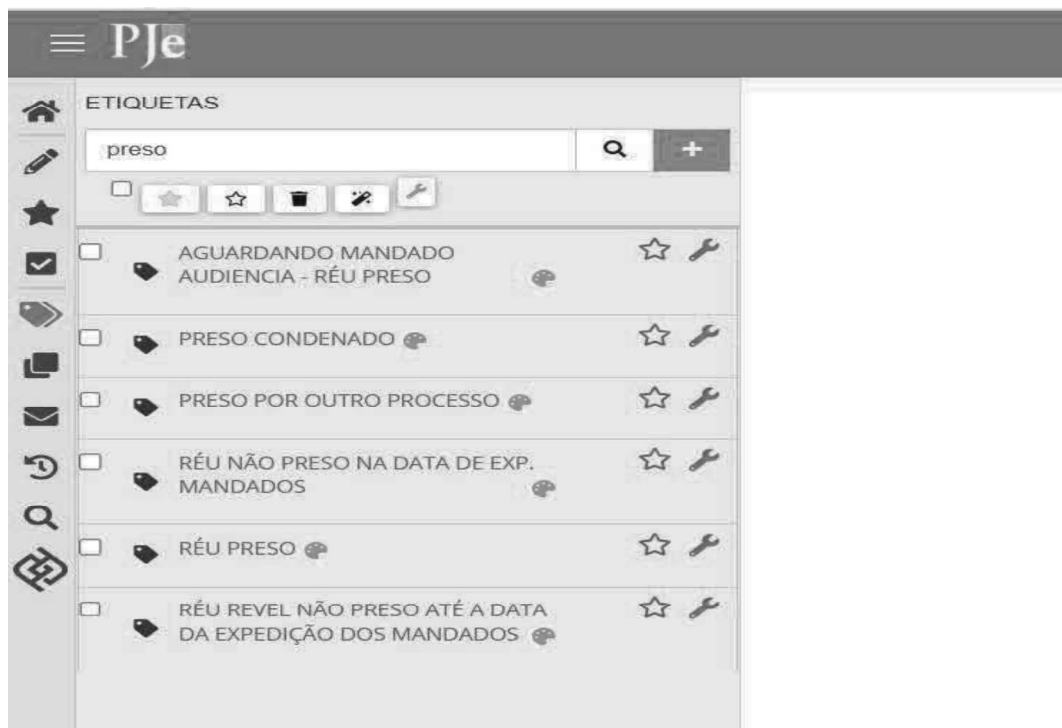 PJe
ETIQUETAS
preso
AGUARDANDO MANDADO
AUDIENCIA - RÉU PRESO
PRESO CONDENADO
PRESO POR OUTRO PROCESSO
RÉU NÃO PRESO NA DATA DE EXP.
MANDADOS
RÉU PRESO
RÉU REVEL NÃO PRESO ATÉ A DATA
DA EXPEDIÇÃO DOS MANDADOS